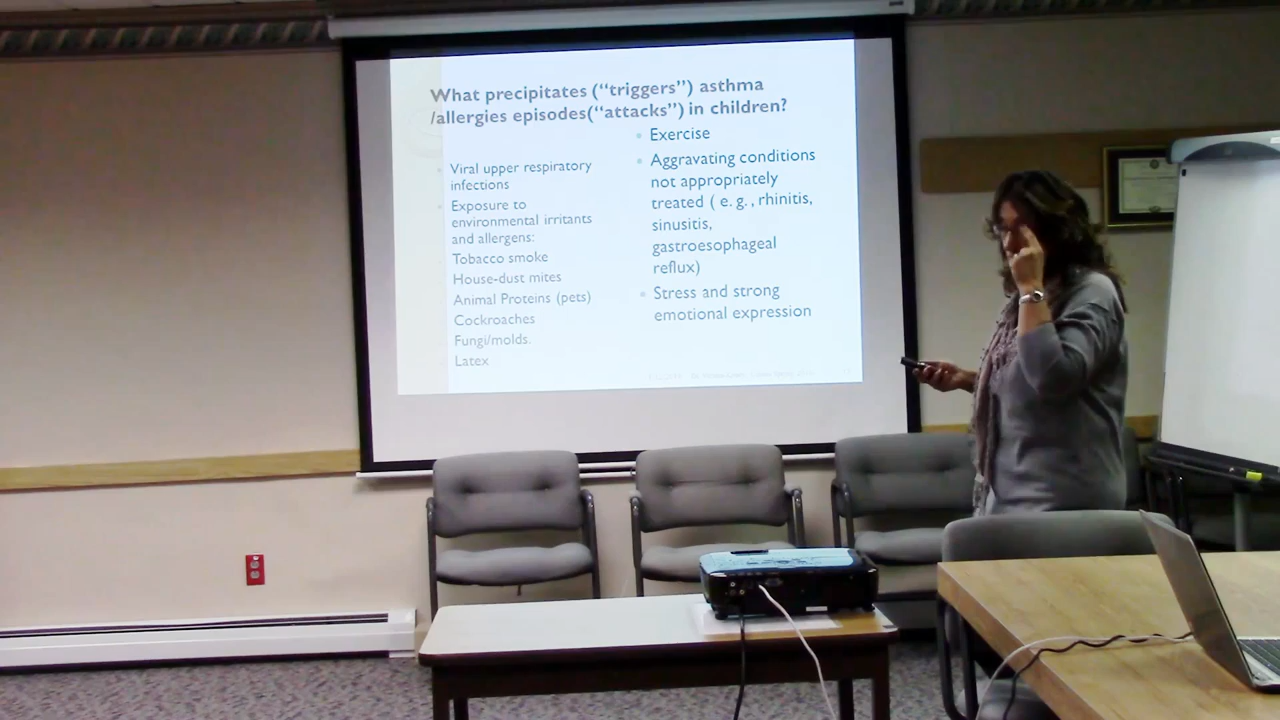 What precipitates (“triggers”) asthma
/allergies episodes(“attacks”) in children?
Viral upper respiratory
infections
Exposure to
environmental irritants
and allergens:
Tobacco smoke
House-dust mites
Animal Proteins (pets)
Cockroaches
Fungi/molds.
Latex
Exercise
Aggravating conditions
not appropriately
treated ( e. g. , rhinitis,
sinusitis,
gastroesophageal
reflux)
Stress and strong
emotional expression